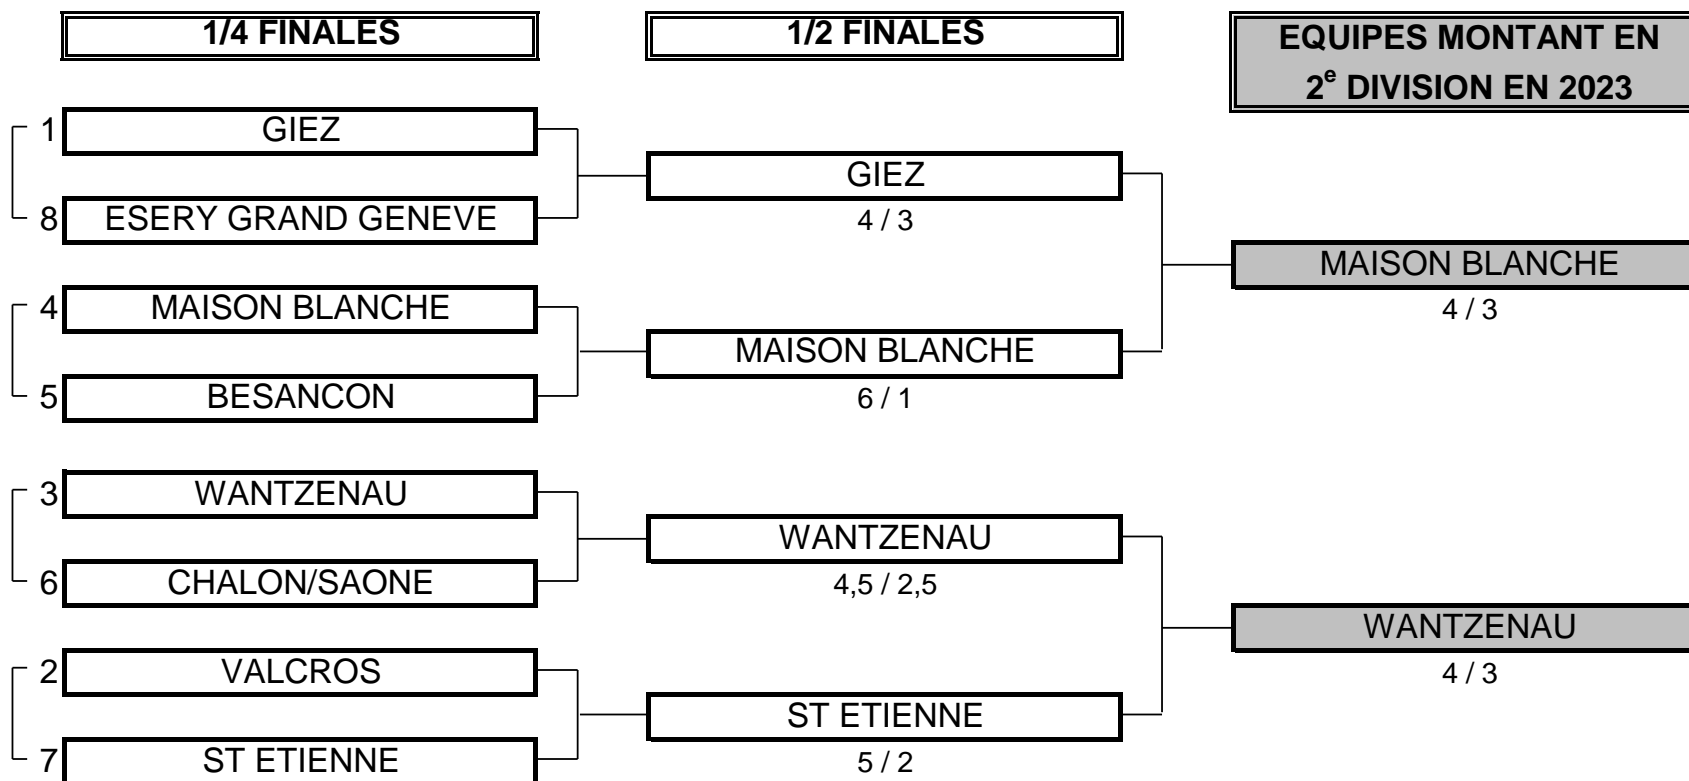 1/4 FINALES
1/2 FINALES
EQUIPES MONTANT EN
2e DIVISION EN 2023
1 GIEZ
8 ESERY GRAND GENEVE
4 MAISON BLANCHE
5 BESANCON
3 WANTZENAU
6 CHALON/SAONE
2 VALCROS
7 ST ETIENNE
GIEZ
4 / 3
MAISON BLANCHE
6 / 1
WANTZENAU
4,5 / 2,5
ST ETIENNE
5 / 2
MAISON BLANCHE
4 / 3
WANTZENAU
4 / 3